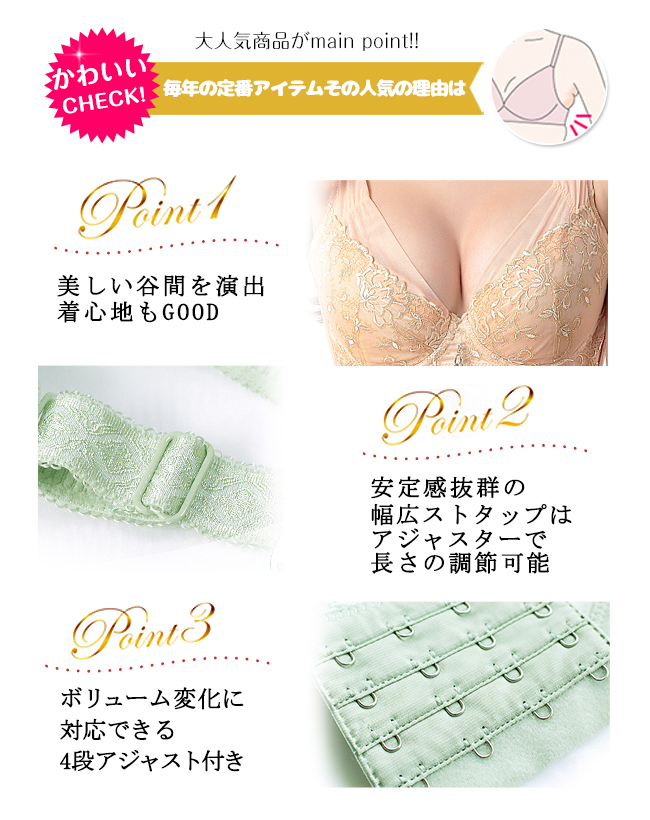 大人気商品がmain point!!
かわいい
CHECK!
毎年の定番アイテムその人気の理由は
ハミ
Point1
美しい谷間を演出
着心地もGOOD
Point2
安定感抜群の
幅広ストタップは
アジャスターで
長さの調節可能
Point3
ボリューム変化に
対応できる
4段アジャスト付き